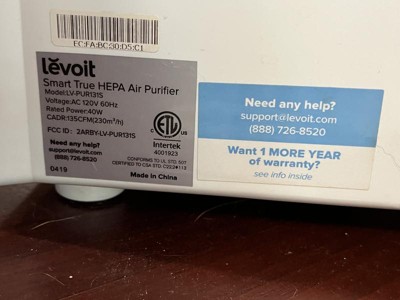 EC:FA:BC:30:D5:C1
levoit
Smart True HEPA Air Purifier
Model:LV-PUR131S
Voltage:AC 120V 60Hz
Rated Power:40W
CADR:135CFM(230m³/h)
FCC ID: 2ARBY-LV-PUR131S
Need any help?
support@levoit.com
(888) 726-8520
0419
ETL
Intertek
4001923
CONFORMS TO UL STD. 507
CERTIFIED TO CSA STD. C22.2#113
Made in China
Need any help?
support@levoit.com
(888) 726-8520
Want 1 MORE YEAR
of warranty?
see info inside